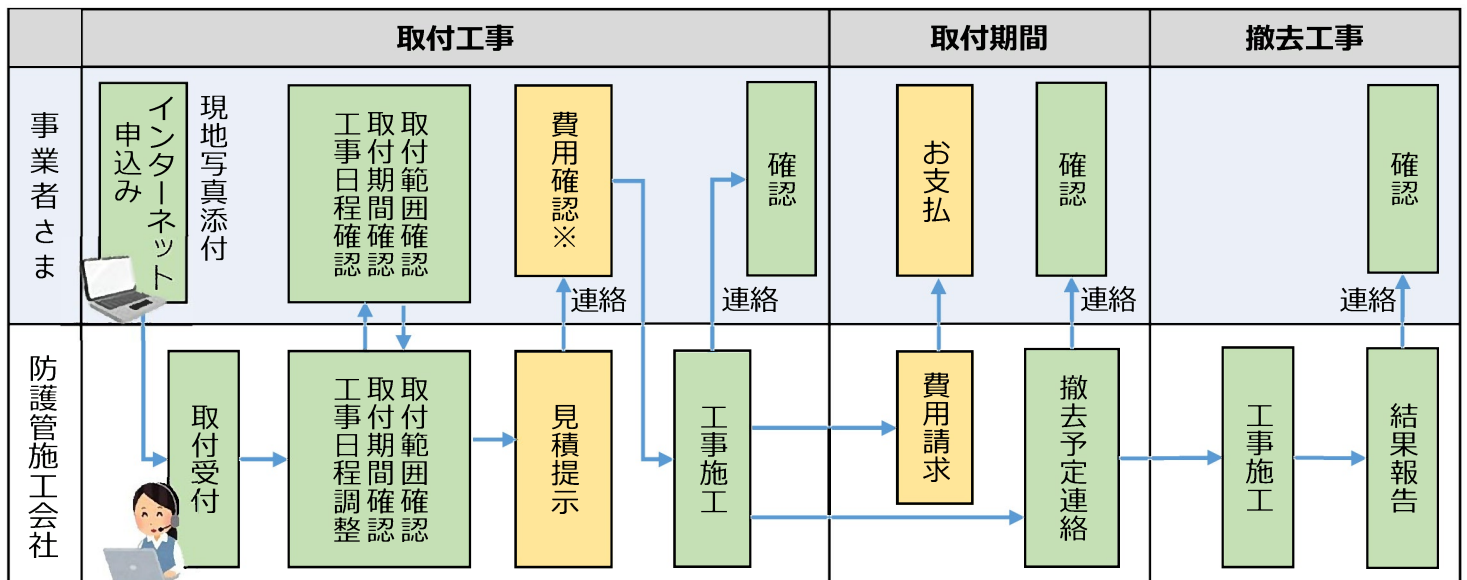 取付工事
取付期間
撤去工事
事業者さま
インターネット
申込み
現地写真添付
取付範囲確認
取付期間確認
工事日程確認
費用確認※
確認
お支払
確認
確認
連絡
連絡
連絡
連絡
防護管施工会社
取付受付
取付範囲確認
取付期間確認
工事日程調整
見積提示
工事施工
費用請求
撤去予定連絡
工事施工
結果報告